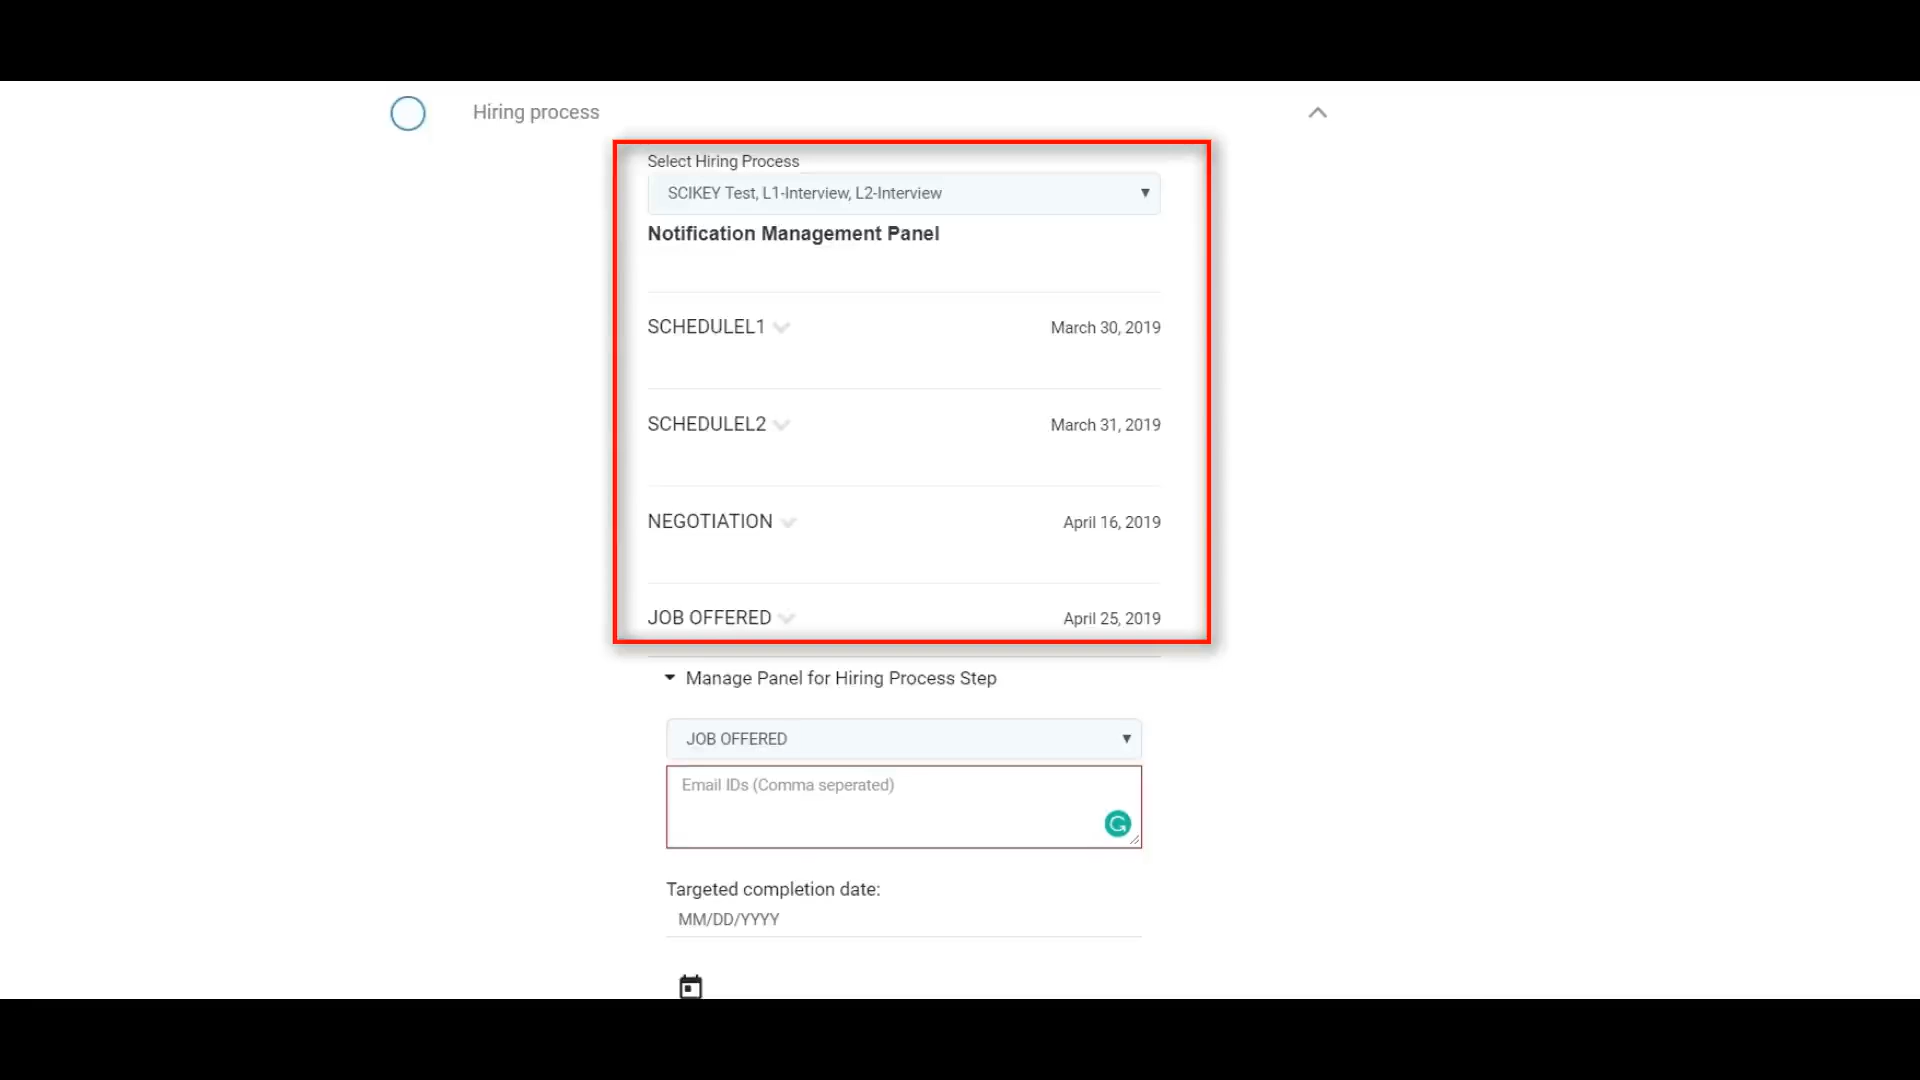 Hiring process
Select Hiring Process
SCIKEY Test, L1-Interview, L2-Interview
Notification Management Panel
SCHEDULEL1 March 30, 2019
SCHEDULEL2 March 31, 2019
NEGOTIATION April 16, 2019
JOB OFFERED April 25, 2019
Manage Panel for Hiring Process Step
JOB OFFERED
Email IDs (Comma seperated)
Targeted completion date:
MM/DD/YYYY